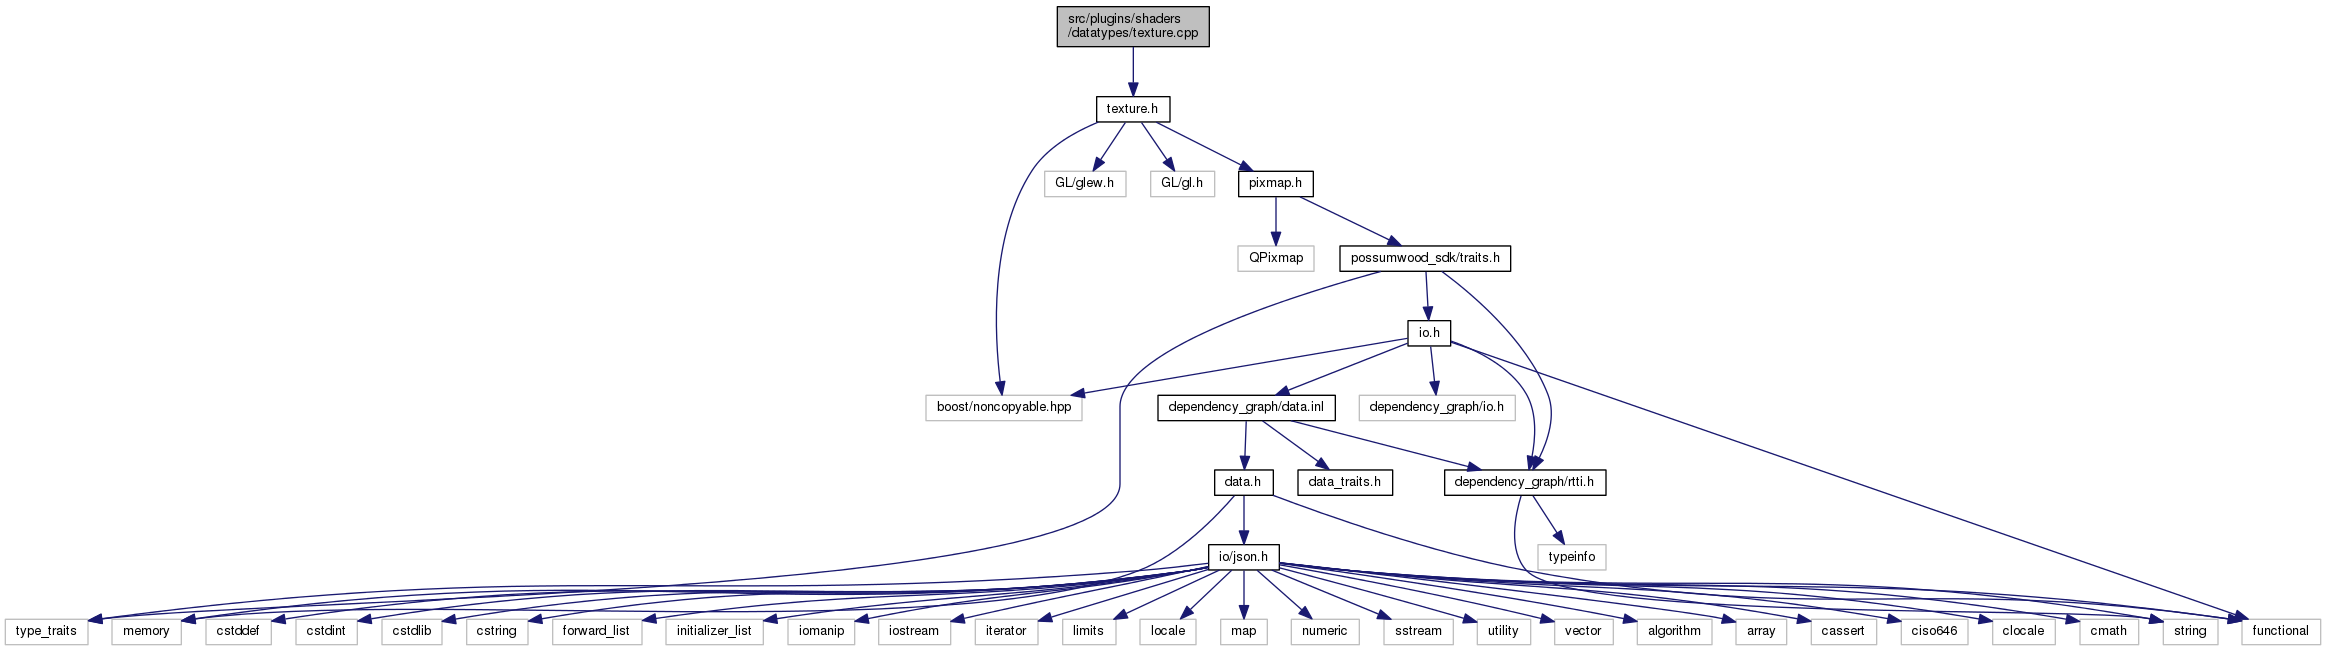 src/plugins/shaders
/datatypes/texture.cpp
texture.h
GL/glew.h
GL/gl.h
pixmap.h
QPixmap
possumwood_sdk/traits.h
io.h
boost/noncopyable.hpp
dependency_graph/data.inl
dependency_graph/io.h
data.h
data_traits.h
dependency_graph/rtti.h
io/json.h
typeinfo
type_traits
memory
cstddef
cstdint
cstdlib
cstring
forward_list
initializer_list
iomanip
iostream
iterator
limits
locale
map
numeric
sstream
utility
vector
algorithm
array
cassert
ciso646
clocale
cmath
string
functional